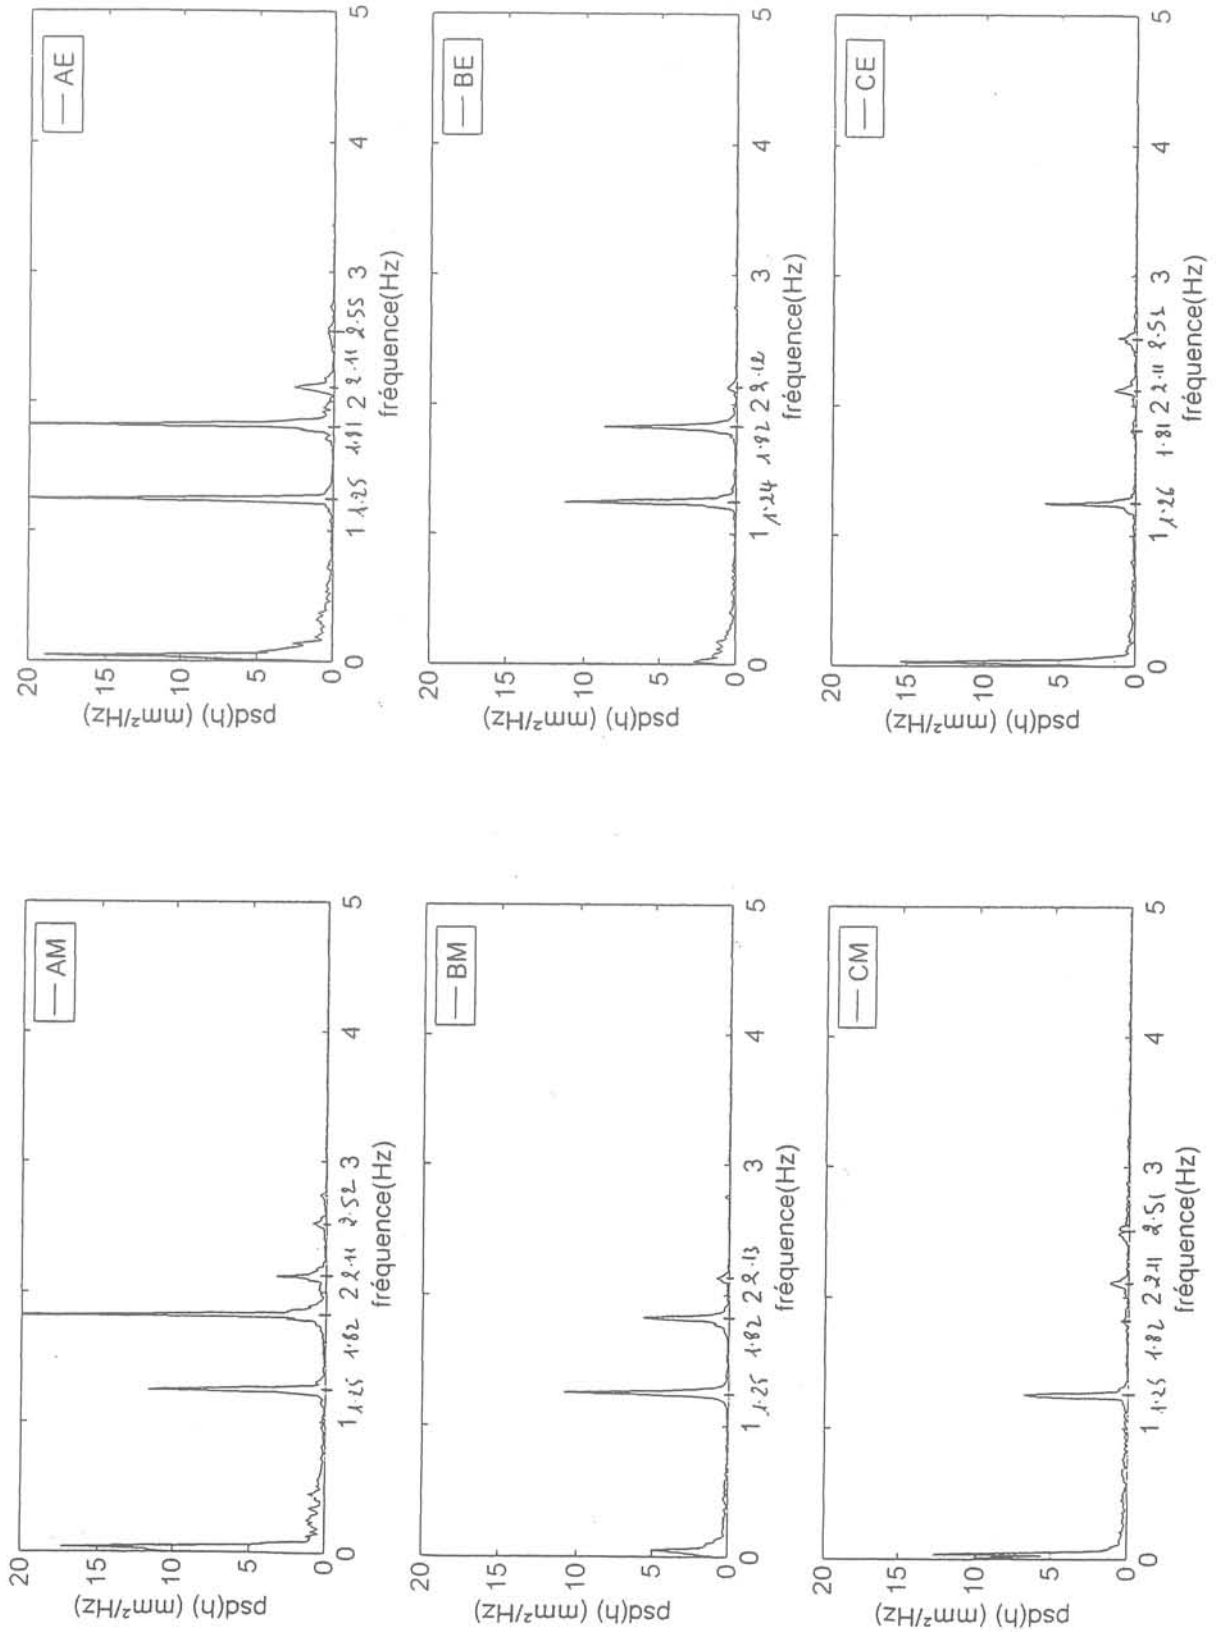 AM
psd(h) (mm²/Hz)
20
15
10
5
0
0 1 1.25 1.82 2 2.11 2.52 3 4 5
fréquence(Hz)
AE
psd(h) (mm²/Hz)
20
15
10
5
0
0 1 1.25 1.81 2 2.11 2.55 3 4 5
fréquence(Hz)
BM
psd(h) (mm²/Hz)
20
15
10
5
0
0 1 1.25 1.82 2 2.13 3 4 5
fréquence(Hz)
BE
psd(h) (mm²/Hz)
20
15
10
5
0
0 1 1.24 1.82 2 2.12 3 4 5
fréquence(Hz)
CM
psd(h) (mm²/Hz)
20
15
10
5
0
0 1 1.25 1.82 2 2.11 2.51 3 4 5
fréquence(Hz)
CE
psd(h) (mm²/Hz)
20
15
10
5
0
0 1 1.26 1.81 2 2.11 2.52 3 4 5
fréquence(Hz)